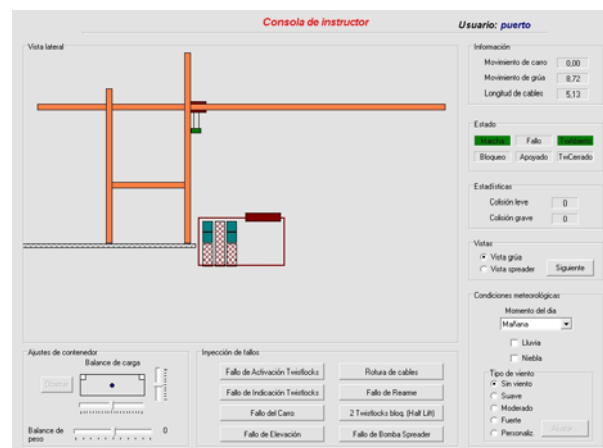 Consola de instructor
Usuario: puerto
Vista lateral
Información
Movimiento de carro 0,00
Movimiento de grúa 8,72
Longitud de cables 5,13
Estado
Marcha Fallo TwAbierto
Bloqueo Apoyado TwCerrado
Estadísticas
Colisión leve 0
Colisión grave 0
Vistas
Vista grúa
Vista spreader
Siguiente
Condiciones meteorológicas
Momento del día
Mañana
Lluvia
Niebla
Tipo de viento
Sin viento
Suave
Moderado
Fuerte
Personaliz
Ajustar
Ajustes de contenedor
Balance de carga
Balance de peso 0
Inyección de fallos
Fallo de Activación Twistlocks
Rotura de cables
Fallo de Indicación Twistlocks
Fallo de Rearme
Fallo del Carro
2 Twistlocks bloq. (Half Lift)
Fallo de Elevación
Fallo de Bomba Spreader